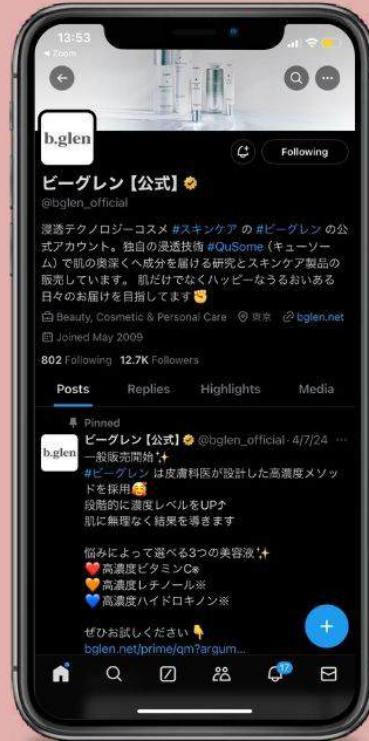 13:53
◂ Zoom
b.glen
Following
ビーグレン【公式】
@bglen_official
浸透テクノロジーコスメ #スキンケア の #ビーグレン の公
式アカウント。独自の浸透技術 #QuSome（キューソー
ム）で肌の奥深くへ成分を届ける研究とスキンケア製品の
販売しています。 肌だけでなくハッピーなうるおいある
日々のお届けを目指してます✊
Beauty, Cosmetic & Personal Care 東京 bglen.net
Joined May 2009
802 Following 12.7K Followers
Posts Replies Highlights Media
Pinned
b.glen
ビーグレン【公式】 @bglen_official · 4/7/24 ···
一般販売開始✨
#ビーグレン は皮膚科医が設計した高濃度メソッ
ドを採用🥰
段階的に濃度レベルをUP⤴
肌に無理なく結果を導きます
悩みによって選べる3つの美容液✨
❤️高濃度ビタミンC※
🧡高濃度レチノール※
💙高濃度ハイドロキノン※
ぜひお試しください👇
bglen.net/prime/qm?argum...
17